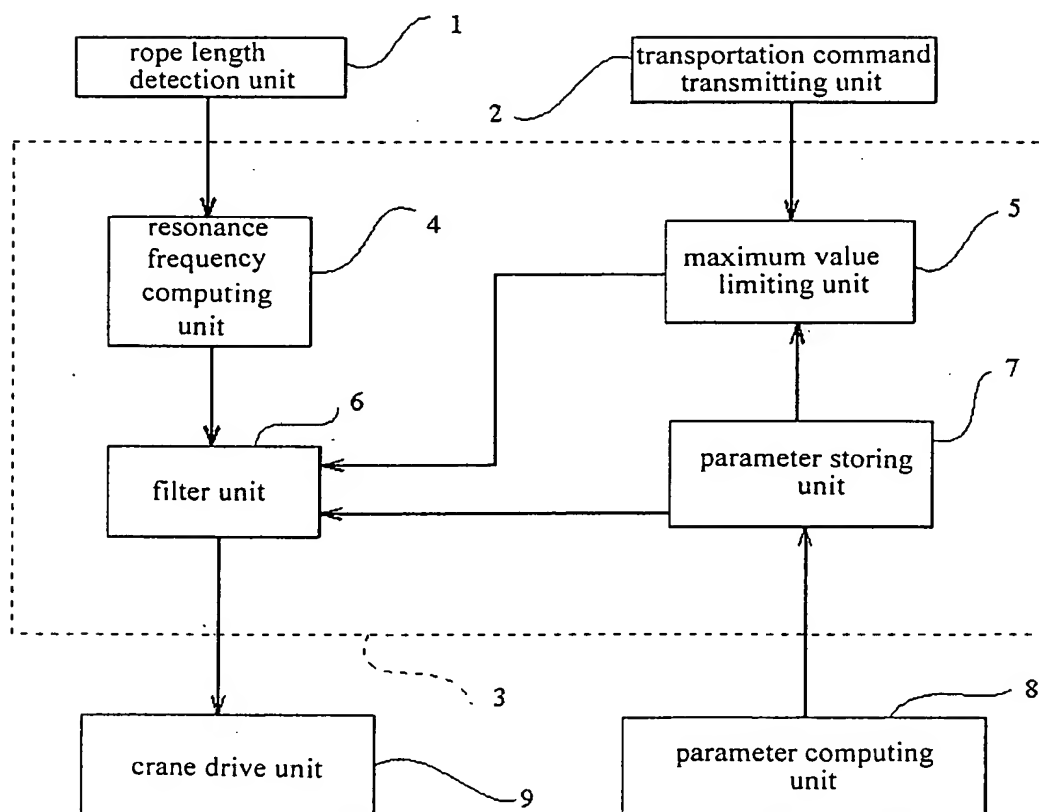 1
rope length
detection unit
transportation command
transmitting unit
2
resonance
frequency
computing
unit
4
maximum value
limiting unit
5
6
filter unit
7
parameter storing
unit
3
crane drive unit
9
8
parameter computing
unit